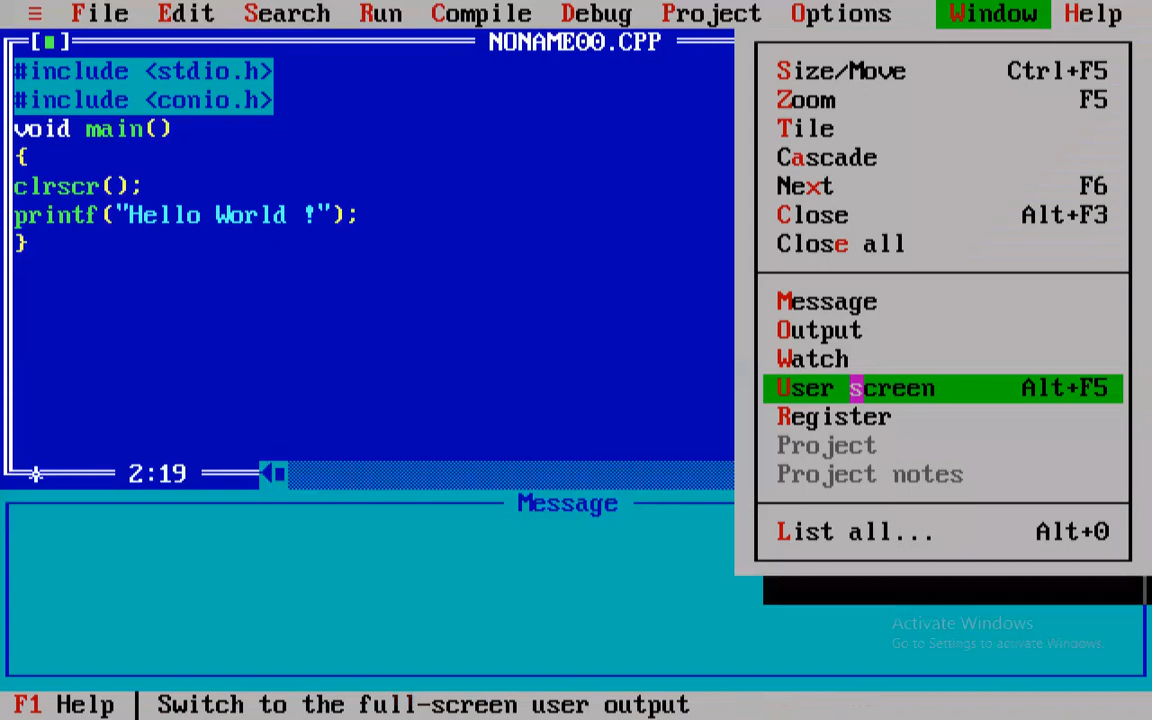 ≡ File Edit Search Run Compile Debug Project Options Window Help
[■] NONAME00.CPP
#include <stdio.h>
#include <conio.h>
void main()
{
clrscr();
printf("Hello World !");
}
2:19
Message
Size/Move Ctrl+F5
Zoom F5
Tile
Cascade
Next F6
Close Alt+F3
Close all
Message
Output
Watch
User screen Alt+F5
Register
Project
Project notes
List all... Alt+0
Activate Windows
Go to Settings to activate Windows.
F1 Help | Switch to the full-screen user output